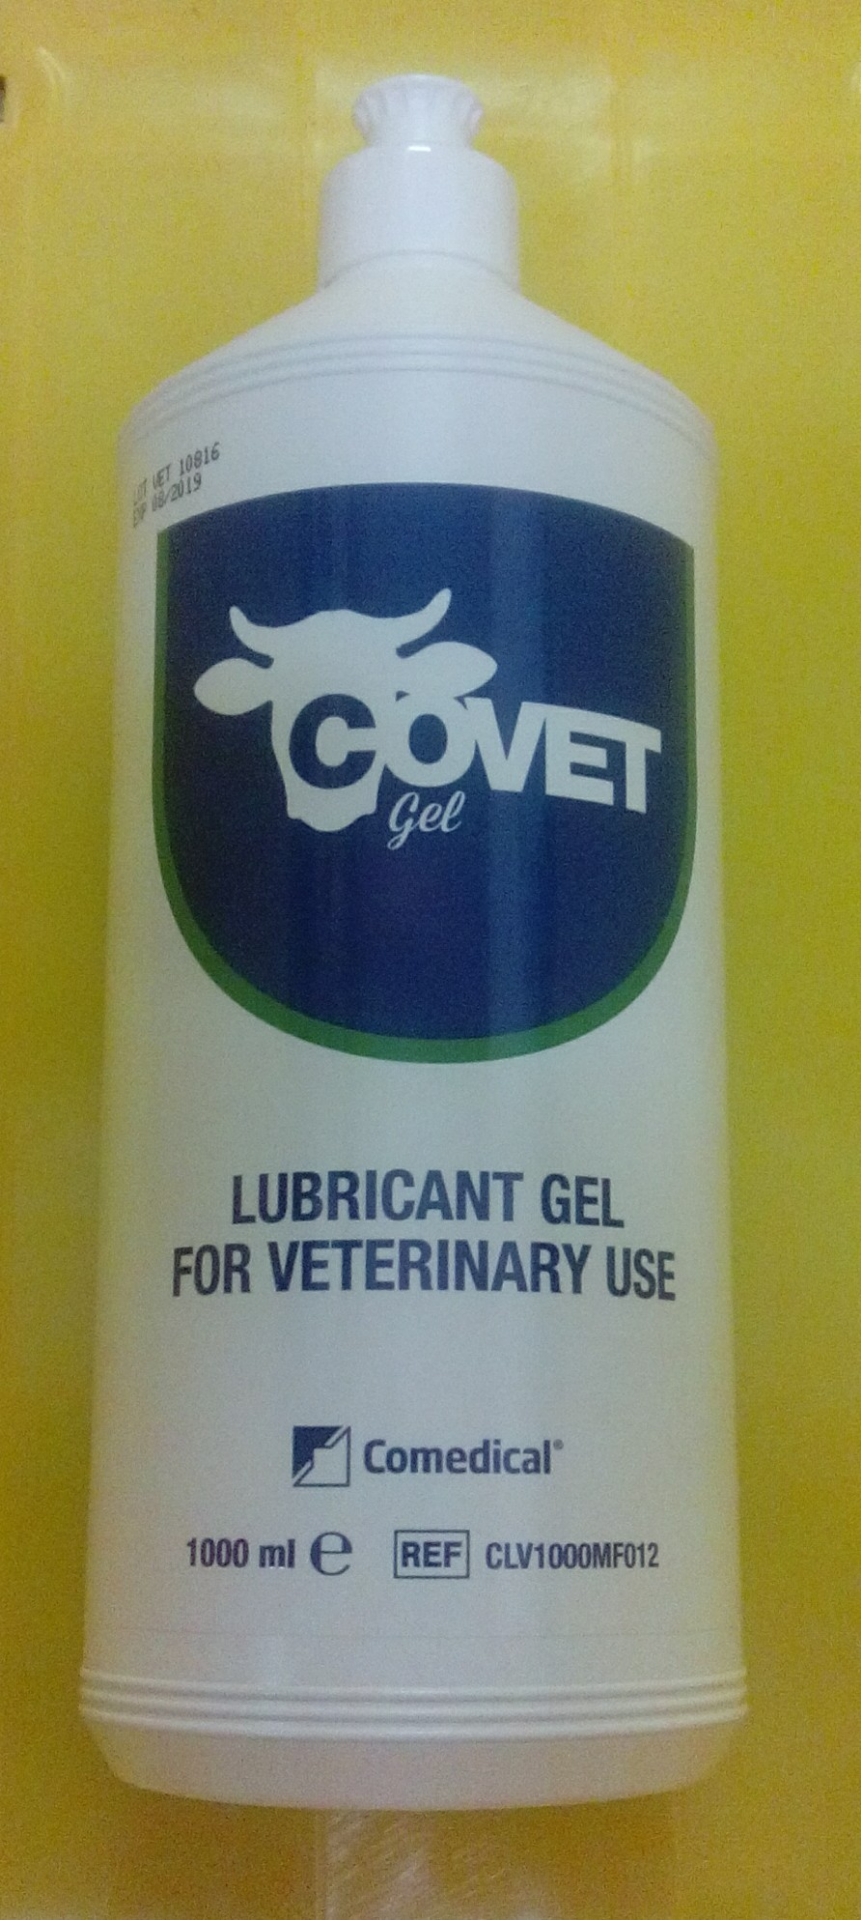 LOT VET 10816
EXP 08/2019
COVET
Gel
LUBRICANT GEL
FOR VETERINARY USE
Comedical®
1000 ml ℮ REF CLV1000MF012